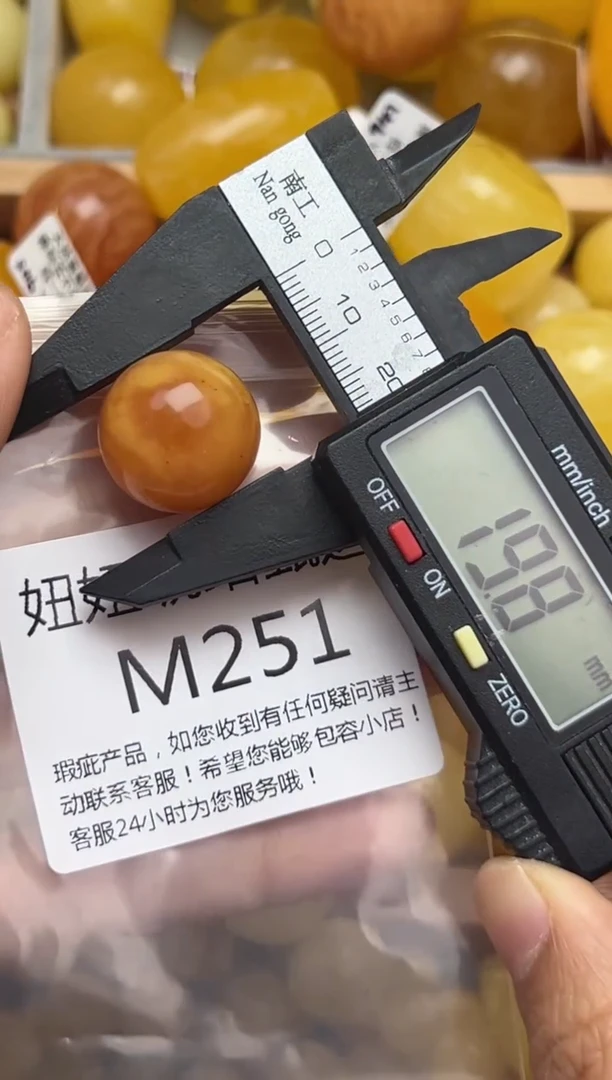 南工
Nan gong
0
10
20
1 2 3 4 5 6 7
mm/inch
OFF
ON
ZERO
19.8
mm
妞妞
M251
瑕疵产品，如您收到有任何疑问请主
动联系客服！希望您能够包容小店！
客服24小时为您服务哦！